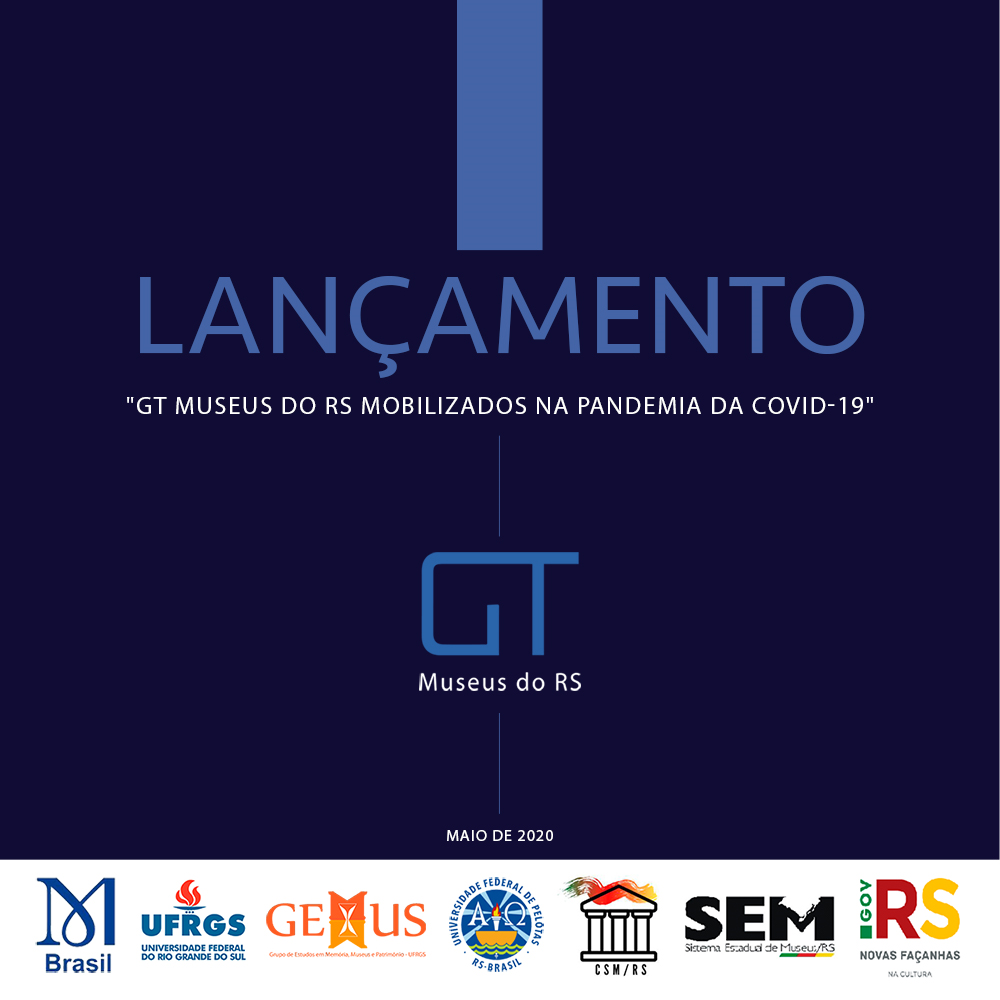 LANÇAMENTO
"GT MUSEUS DO RS MOBILIZADOS NA PANDEMIA DA COVID-19"
GT
Museus do RS
MAIO DE 2020
M
Brasil
UFRGS
UNIVERSIDADE FEDERAL
DO RIO GRANDE DO SUL
GEMUS
Grupo de Estudos em Memória, Museus e Patrimônio - UFRGS
UNIVERSIDADE FEDERAL DE PELOTAS
ΑΩ
RS-BRASIL
CSM/RS
SEM
Sistema Estadual de Museus/RS
GOV
RS
NOVAS FAÇANHAS
NA CULTURA